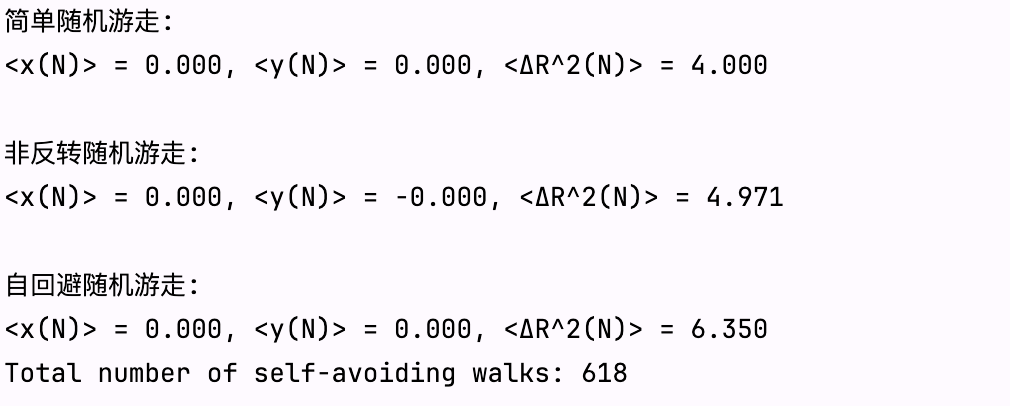 简单随机游走:
<x(N)> = 0.000, <y(N)> = 0.000, <ΔR^2(N)> = 4.000
非反转随机游走:
<x(N)> = 0.000, <y(N)> = -0.000, <ΔR^2(N)> = 4.971
自回避随机游走:
<x(N)> = 0.000, <y(N)> = 0.000, <ΔR^2(N)> = 6.350
Total number of self-avoiding walks: 618